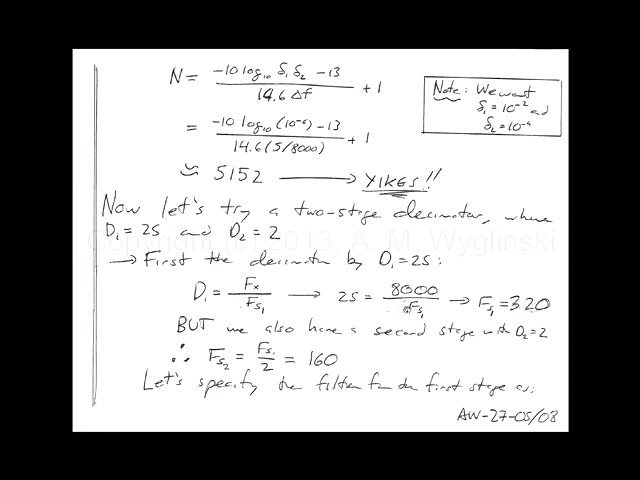 N = (-10 log₁₀ δ₁ δ₂ - 13) / (14.6 Δf) + 1
Note: We want
δ₁ = 10⁻² and
δ₂ = 10⁻⁴
= (-10 log₁₀ (10⁻⁶) - 13) / (14.6 (5/8000)) + 1
≈ 5152 → YIKES!!
Now let's try a two-stage decimator, where
D₁ = 25 and D₂ = 2
Copyright (c) 2013. A. M. Wyglinski
→ First the decimator by D₁ = 25:
D₁ = Fx / Fs₁ → 25 = 8000 / Fs₁ → Fs₁ = 320
BUT we also have a second stage with D₂ = 2
∴ Fs₂ = Fs₁ / 2 = 160
Let's specify the filter for the first stage as:
AW-27-05/08